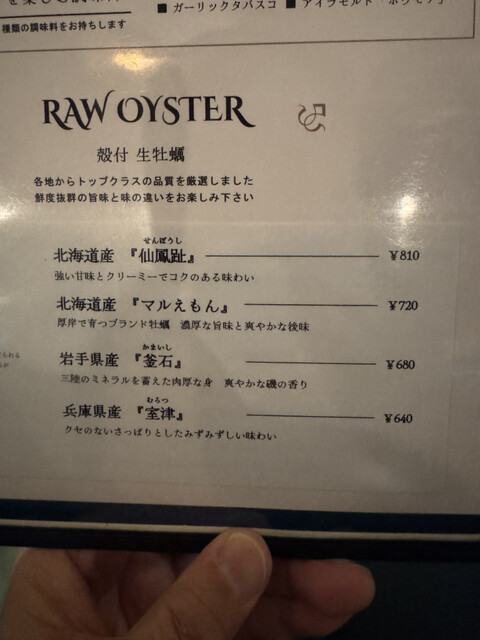 ■ ガーリックタバスコ ■ アイラモルト「ボウモア」
種類の調味料をお持ちします
RAW OYSTER
殻付 生牡蠣
各地からトップクラスの品質を厳選しました
鮮度抜群の旨味と味の違いをお楽しみ下さい
せんぽうし
北海道産 『仙鳳趾』 ¥810
強い甘味とクリーミーでコクのある味わい
北海道産 『マルえもん』 ¥720
厚岸で育つブランド牡蠣 濃厚な旨味と爽やかな後味
かまいし
岩手県産 『釜石』 ¥680
三陸のミネラルを蓄えた肉厚な身 爽やかな磯の香り
むろつ
兵庫県産 『室津』 ¥640
クセのないさっぱりとしたみずみずしい味わい